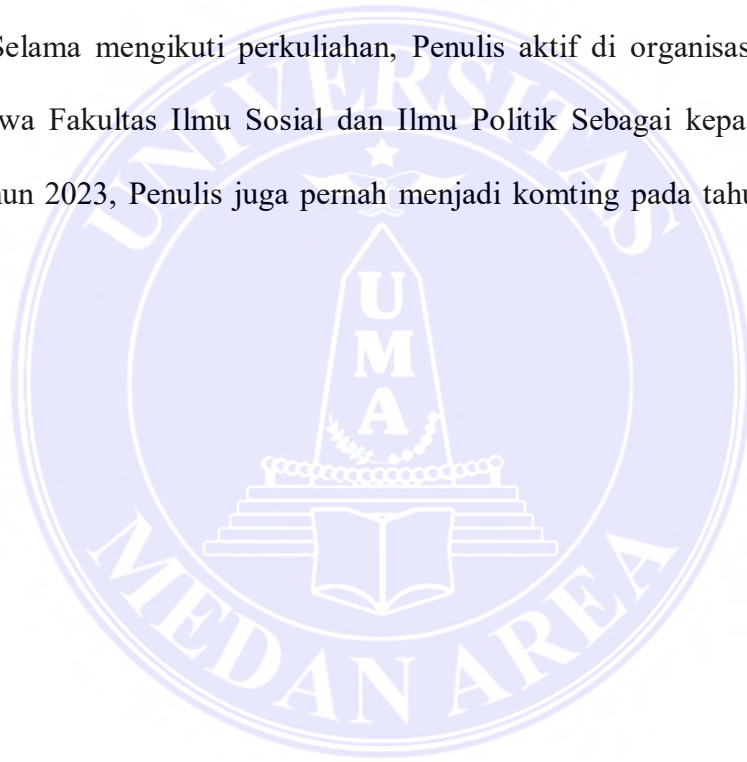 Selama mengikuti perkuliahan, Penulis aktif di organisas
wa Fakultas Ilmu Sosial dan Ilmu Politik Sebagai kepa
un 2023, Penulis juga pernah menjadi komting pada tahu
UNIVERSITAS
U
M
A
MEDAN AREA